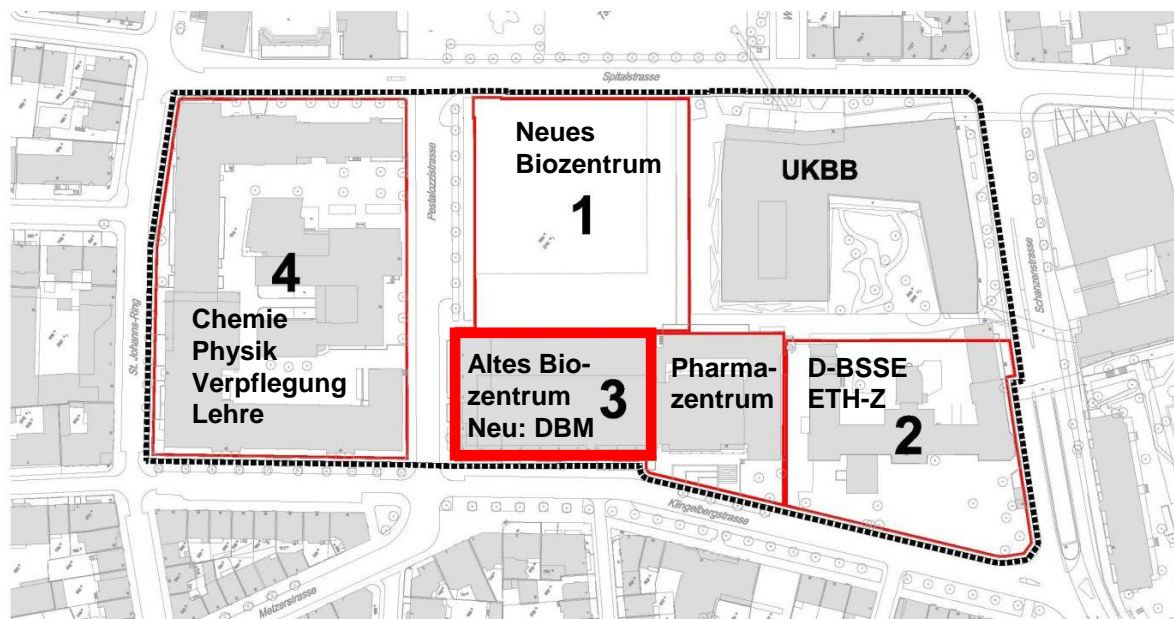 Spitalstrasse
Neues
Biozentrum
1
UKBB
Pestalozzistrasse
4
Chemie
Physik
Verpflegung
Lehre
St. Johanns-Ring
Schanzenstrasse
Altes Bio-
zentrum
Neu: DBM
3
Pharma-
zentrum
D-BSSE
ETH-Z
2
Klingelbergstrasse
Metzerstrasse